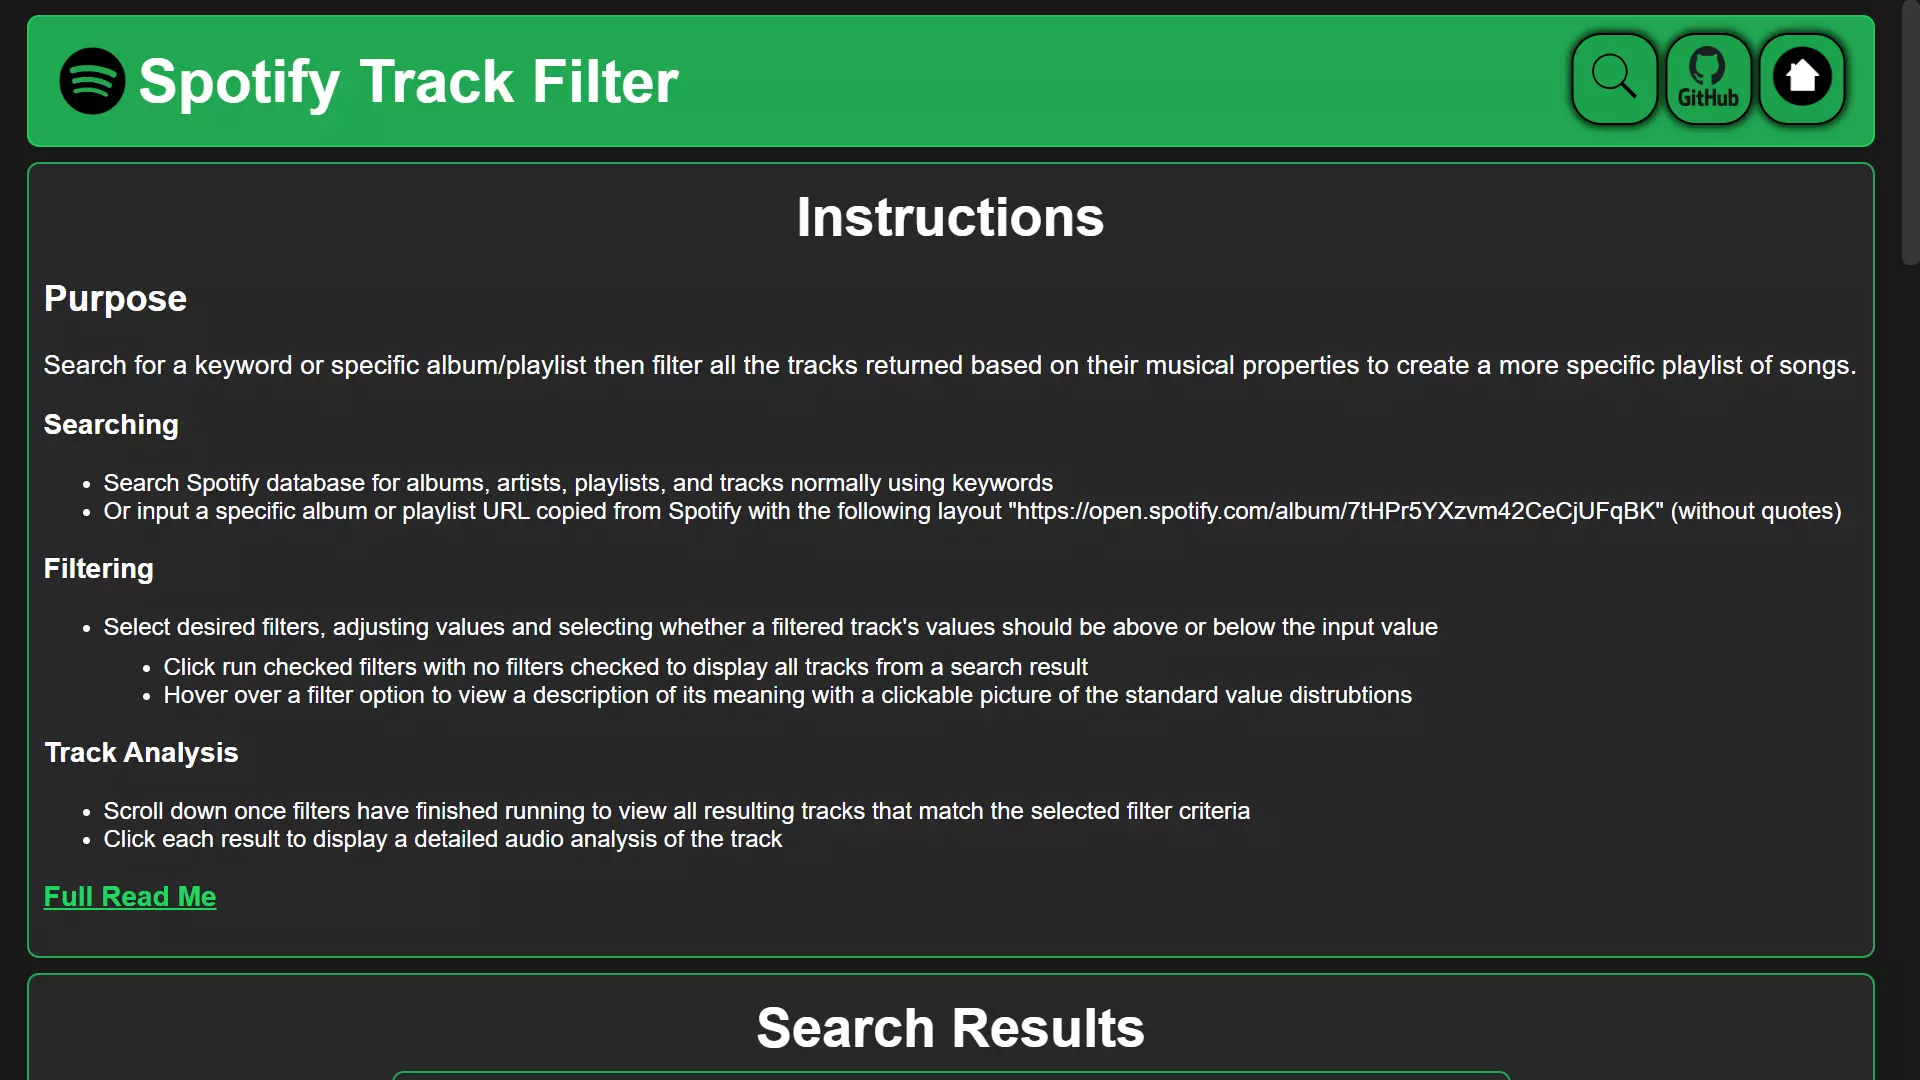 Spotify Track Filter
GitHub
Instructions
Purpose
Search for a keyword or specific album/playlist then filter all the tracks returned based on their musical properties to create a more specific playlist of songs.
Searching
Search Spotify database for albums, artists, playlists, and tracks normally using keywords
Or input a specific album or playlist URL copied from Spotify with the following layout "https://open.spotify.com/album/7tHPr5YXzvm42CeCjUFqBK" (without quotes)
Filtering
Select desired filters, adjusting values and selecting whether a filtered track's values should be above or below the input value
Click run checked filters with no filters checked to display all tracks from a search result
Hover over a filter option to view a description of its meaning with a clickable picture of the standard value distrubtions
Track Analysis
Scroll down once filters have finished running to view all resulting tracks that match the selected filter criteria
Click each result to display a detailed audio analysis of the track
Full Read Me
Search Results